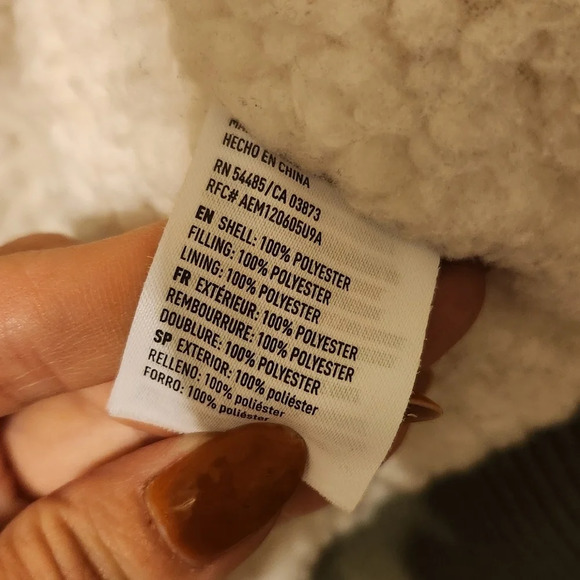 HECHO EN CHINA
RN 54485/CA 03873
RFC# AEM120605U9A
EN SHELL: 100% POLYESTER
FILLING: 100% POLYESTER
LINING: 100% POLYESTER
FR EXTÉRIEUR: 100% POLYESTER
REMBOURRURE: 100% POLYESTER
DOUBLURE: 100% POLYESTER
SP EXTERIOR: 100% poliéster
RELLENO: 100% poliéster
FORRO: 100% poliéster